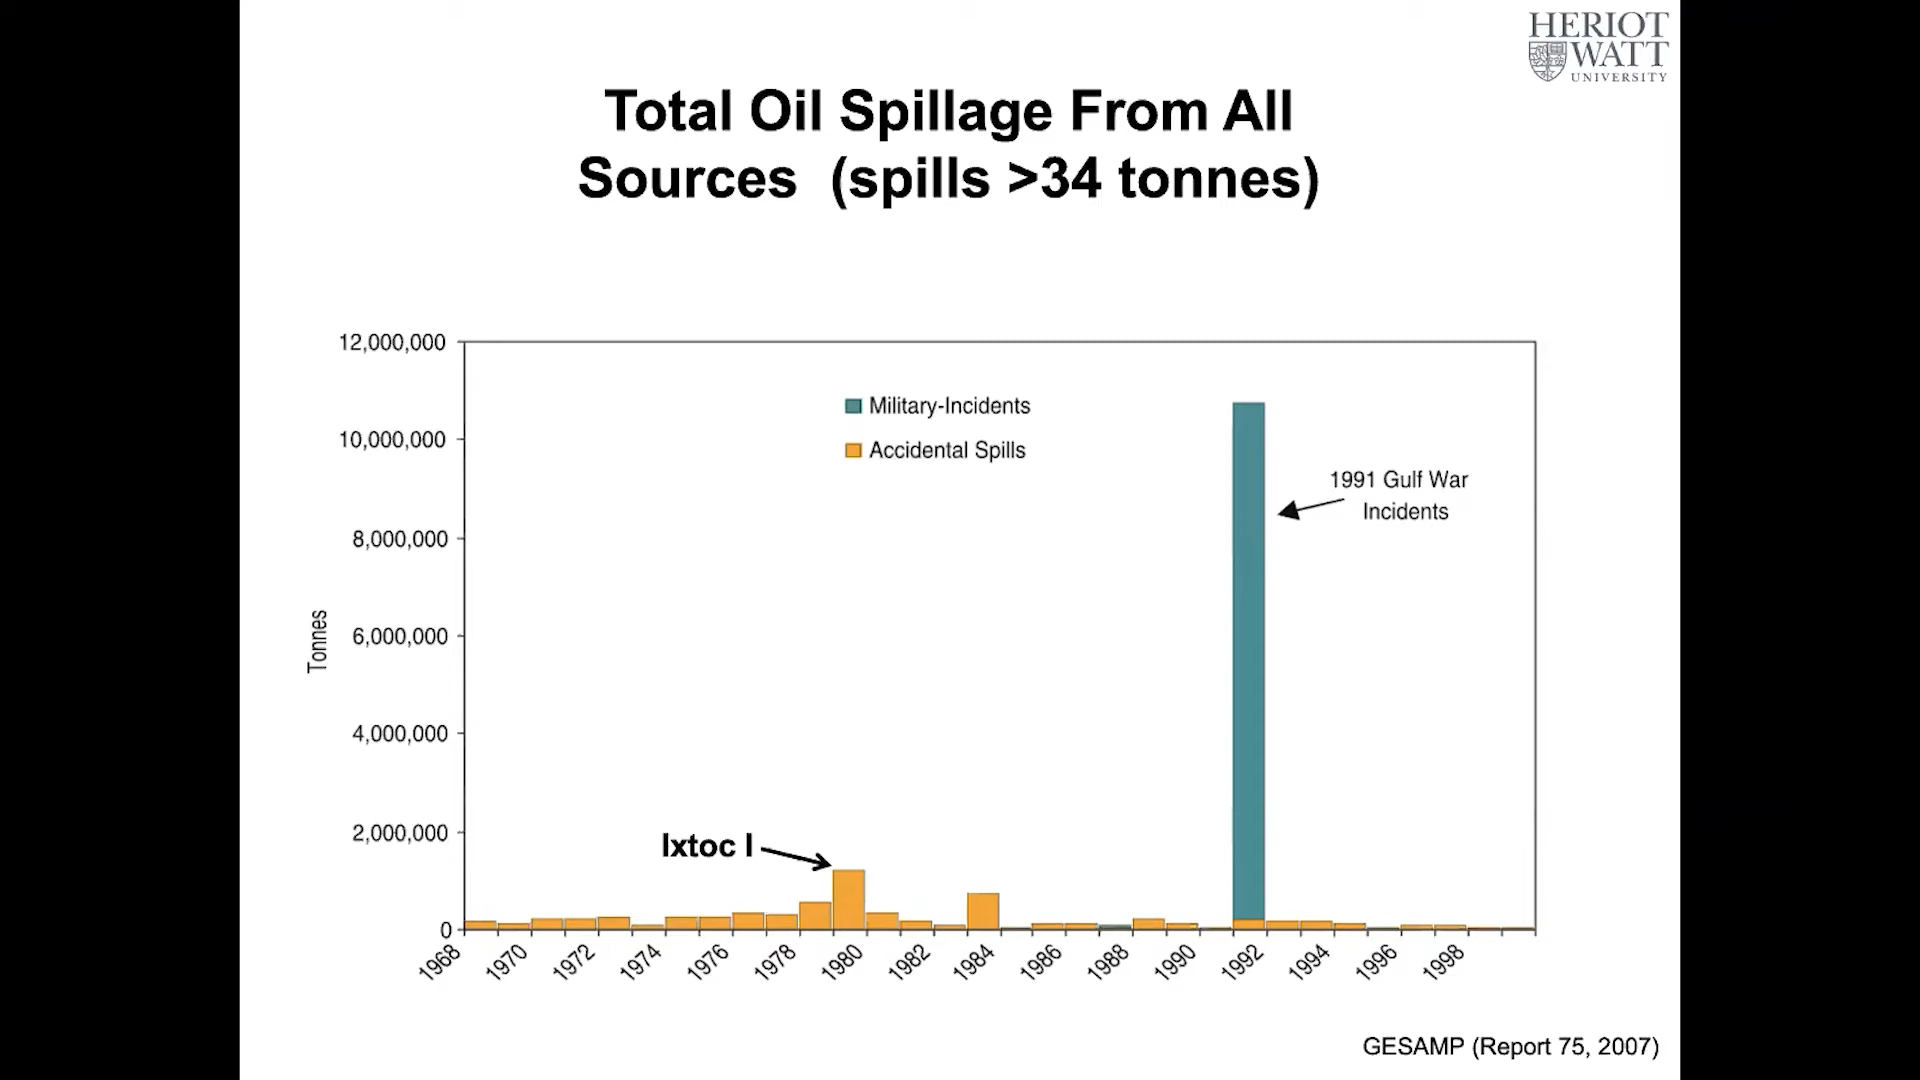 HERIOT
WATT
UNIVERSITY
Total Oil Spillage From All
Sources (spills >34 tonnes)
12,000,000
10,000,000
8,000,000
6,000,000
4,000,000
2,000,000
0
Tonnes
Military-Incidents
Accidental Spills
1991 Gulf War
Incidents
Ixtoc I
1968
1970
1972
1974
1976
1978
1980
1982
1984
1986
1988
1990
1992
1994
1996
1998
GESAMP (Report 75, 2007)